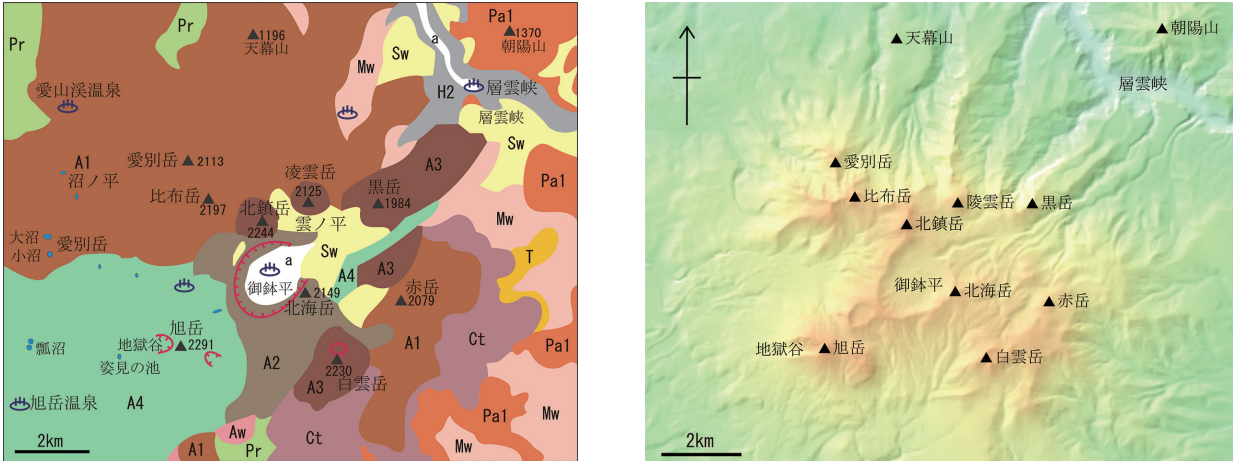 Pr
Pr
1196
天幕山
Mw
Sw
a
Pa1
1370
朝陽山
愛山渓温泉
H2
層雲峡
層雲峡
Sw
A1
沼ノ平
愛別岳
2113
比布岳
2197
凌雲岳
2125
北鎮岳
2244
雲ノ平
黒岳
1984
A3
Pa1
Mw
大沼
小沼
愛別岳
Sw
a
御鉢平
A4
A3
T
2149
北海岳
赤岳
2079
旭岳
2291
地獄谷
瓢沼
姿見の池
A2
A1
Ct
Pa1
2230
白雲岳
A3
旭岳温泉
A4
Aw
Pr
A1
Ct
Pa1
Mw
Mw
2km
天幕山
朝陽山
層雲峡
愛別岳
比布岳
陵雲岳
黒岳
北鎮岳
御鉢平
北海岳
赤岳
地獄谷
旭岳
白雲岳
2km